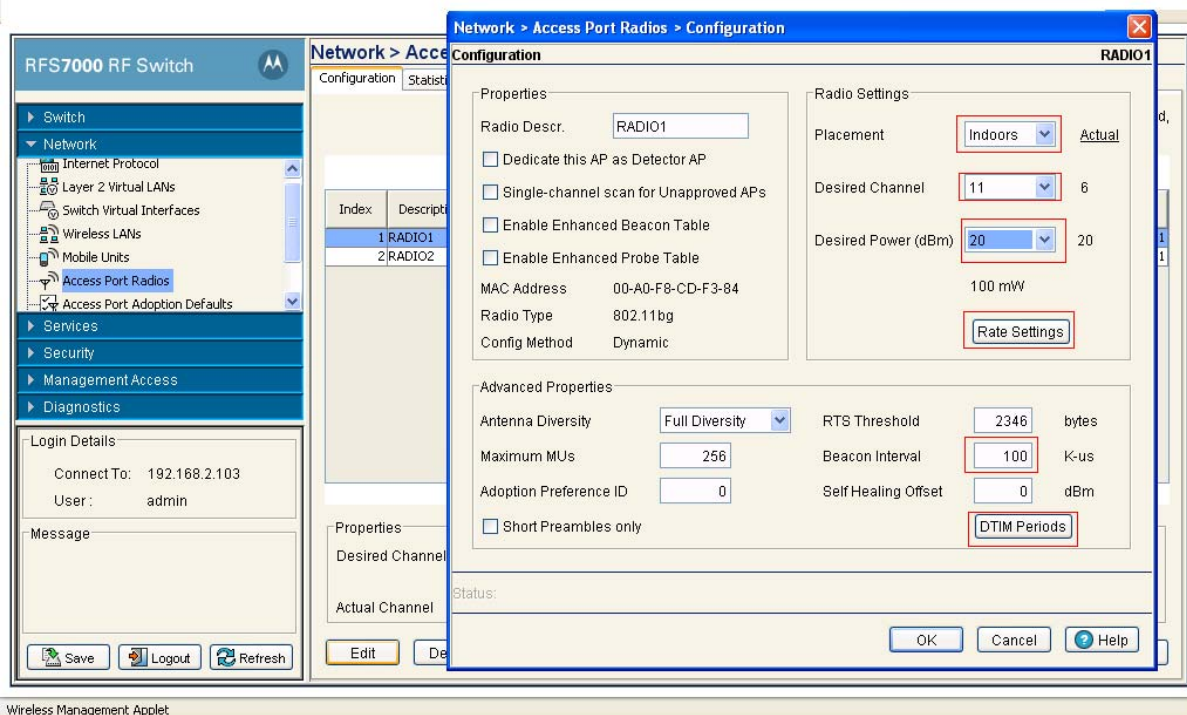 RFS7000 RF Switch
Switch
Network
Internet Protocol
Layer 2 Virtual LANs
Switch Virtual Interfaces
Wireless LANs
Mobile Units
Access Port Radios
Access Port Adoption Defaults
Services
Security
Management Access
Diagnostics
Login Details
Connect To: 192.168.2.103
User : admin
Message
Save Logout Refresh
Network > Acce
Configuration Statisti
d,
Index Descripti
1 RADIO1 1
2 RADIO2 1
Properties
Desired Channel
Actual Channel
Edit De
Network > Access Port Radios > Configuration
Configuration RADIO1
Properties
Radio Descr. RADIO1
Dedicate this AP as Detector AP
Single-channel scan for Unapproved APs
Enable Enhanced Beacon Table
Enable Enhanced Probe Table
MAC Address 00-A0-F8-CD-F3-84
Radio Type 802.11bg
Config Method Dynamic
Radio Settings
Placement Indoors Actual
Desired Channel 11 6
Desired Power (dBm) 20 20
100 mW
Rate Settings
Advanced Properties
Antenna Diversity Full Diversity
Maximum MUs 256
Adoption Preference ID 0
Short Preambles only
RTS Threshold 2346 bytes
Beacon Interval 100 K-us
Self Healing Offset 0 dBm
DTIM Periods
Status:
OK Cancel Help
Wireless Management Applet